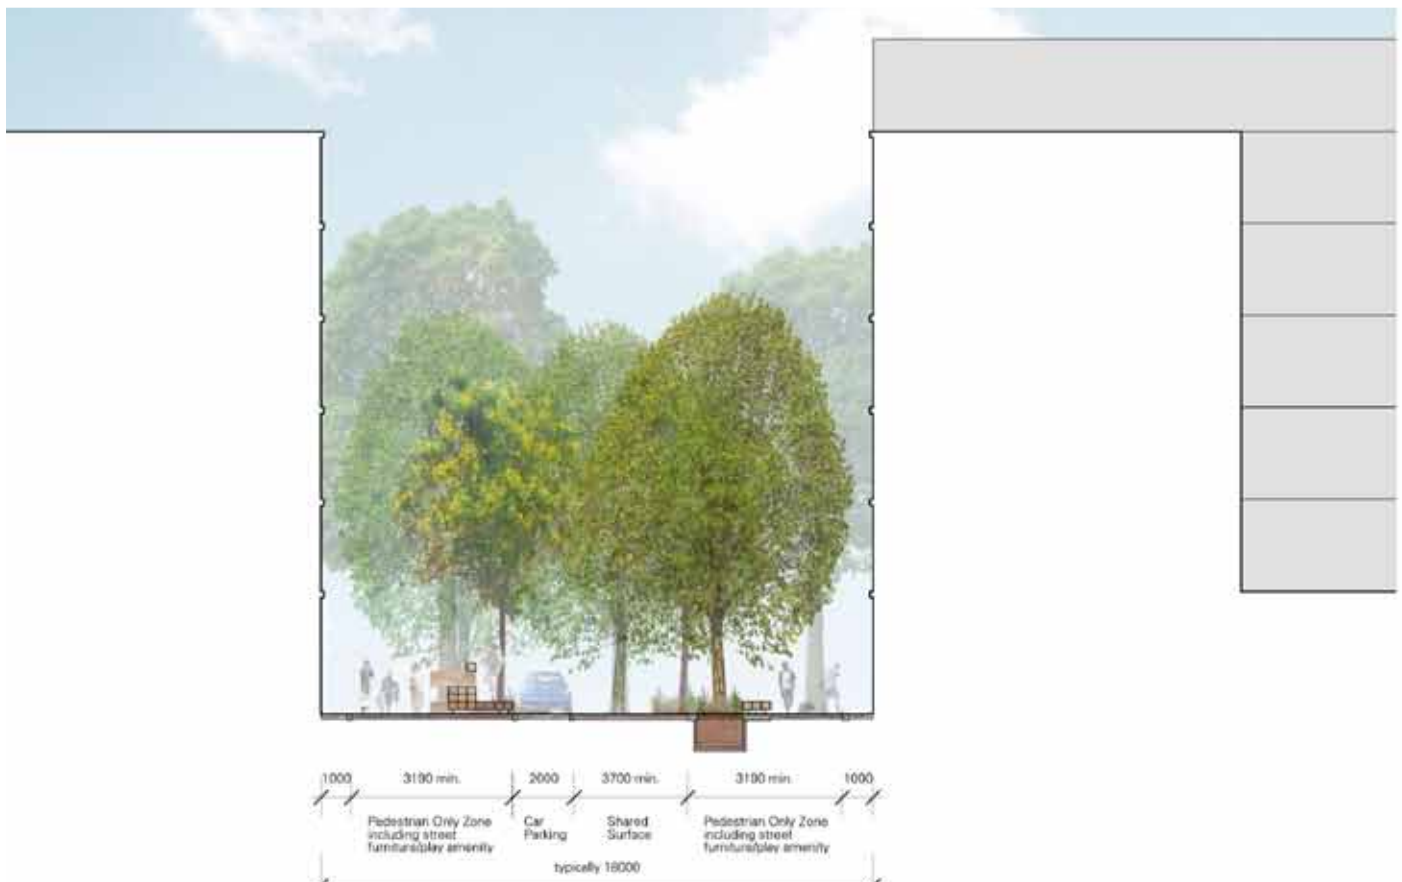 1000 3190 min. 2000 3700 min. 3190 min. 1000
Pedestrian Only Zone
including street
furniture/play amenity
Car
Parking
Shared
Surface
Pedestrian Only Zone
including street
furniture/play amenity
typically 18000